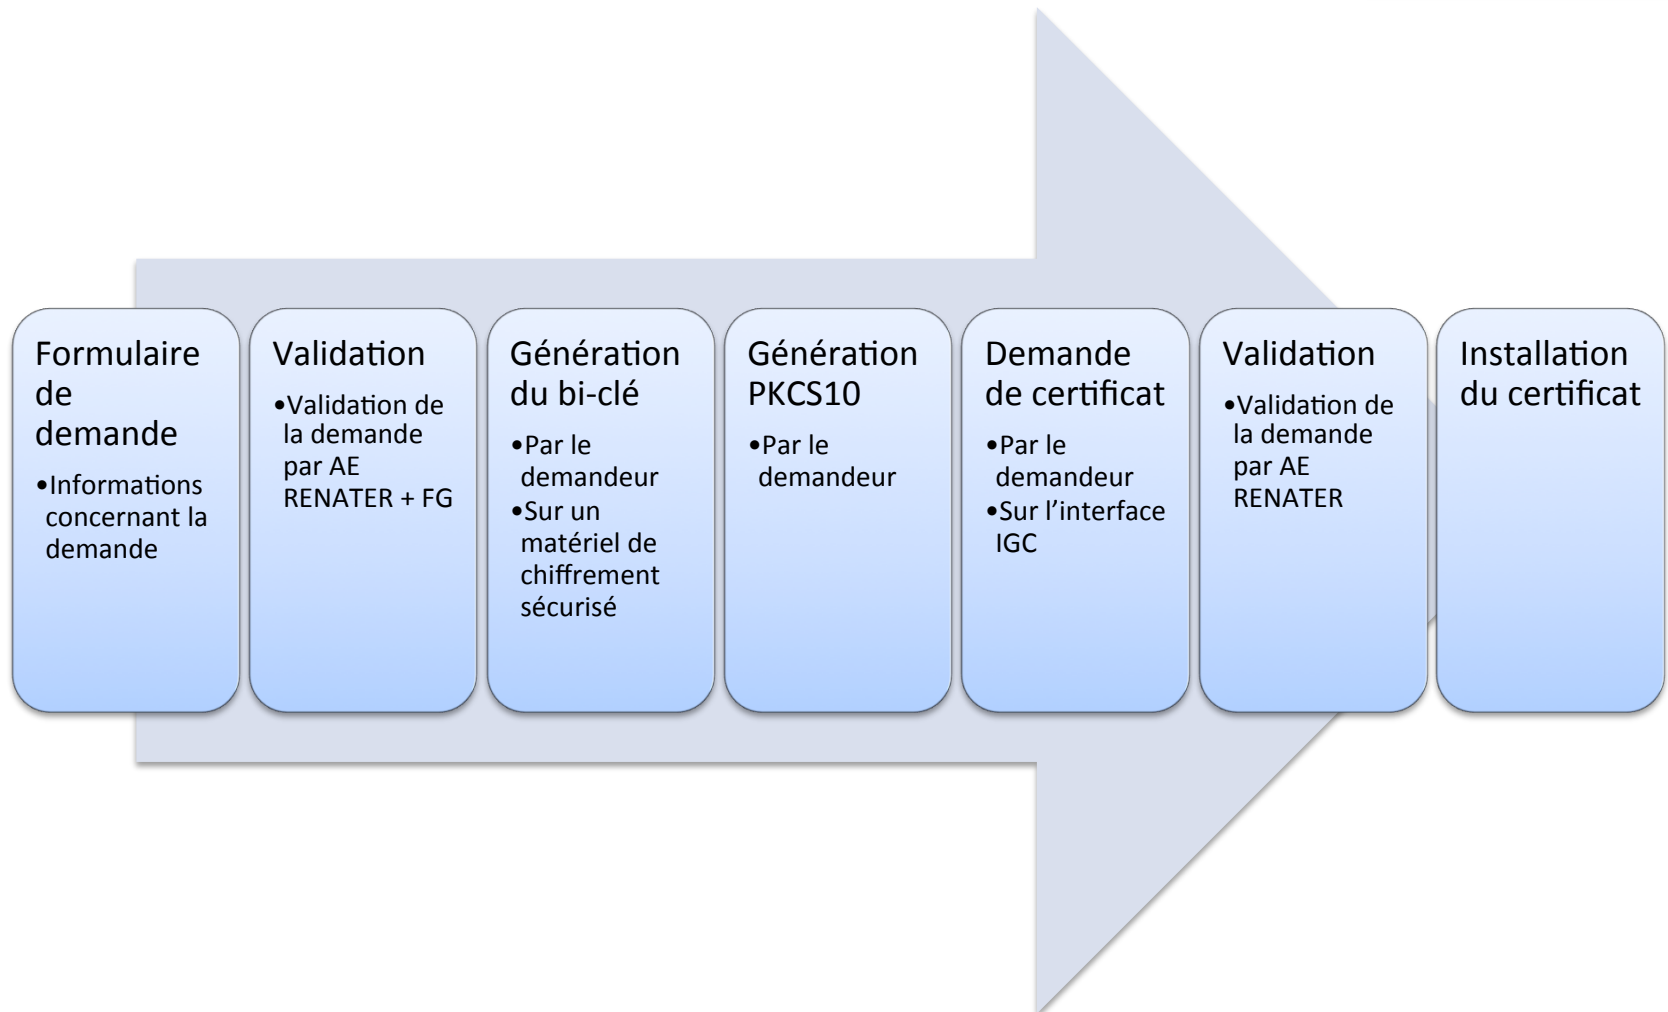 Formulaire
de
demande
•Informations
concernant la
demande
Validation
•Validation de
la demande
par AE
RENATER + FG
Génération
du bi-clé
•Par le
demandeur
•Sur un
matériel de
chiffrement
sécurisé
Génération
PKCS10
•Par le
demandeur
Demande
de certificat
•Par le
demandeur
•Sur l’interface
IGC
Validation
•Validation de
la demande
par AE
RENATER
Installation
du certificat